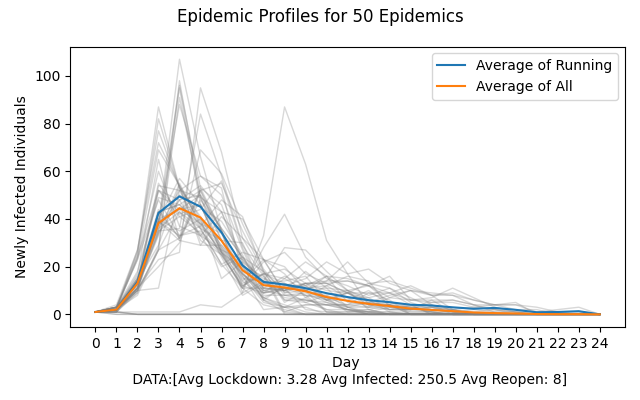 Epidemic Profiles for 50 Epidemics
Average of Running
Average of All
Newly Infected Individuals
100
80
60
40
20
0
0 1 2 3 4 5 6 7 8 9 10 11 12 13 14 15 16 17 18 19 20 21 22 23 24
Day
DATA:[Avg Lockdown: 3.28 Avg Infected: 250.5 Avg Reopen: 8]